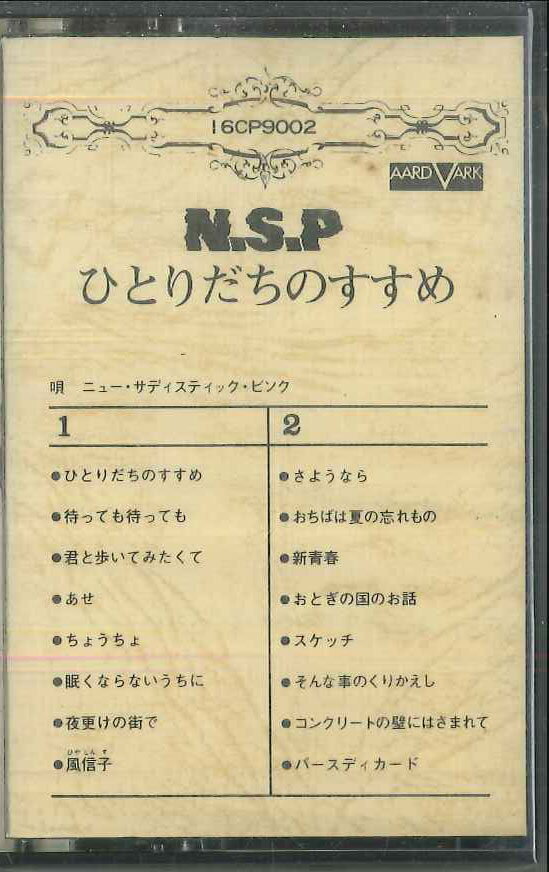 16CP9002
AARDVARK
N.S.P
ひとりだちのすすめ
唄 ニュー・サディスティック・ピンク
1
●ひとりだちのすすめ
●待っても待っても
●君と歩いてみたくて
●あせ
●ちょうちょ
●眠くならないうちに
●夜更けの街で
ひやしんす
●風信子
2
●さようなら
●おちばは夏の忘れもの
●新青春
●おとぎの国のお話
●スケッチ
●そんな事のくりかえし
●コンクリートの壁にはさまれて
●バースディカード